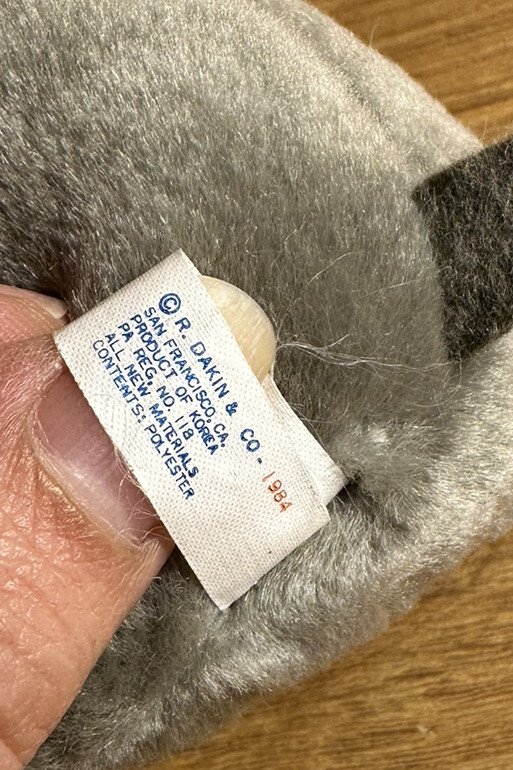 © R. DAKIN & CO - 1984
SAN FRANCISCO, CA.
PRODUCT OF KOREA
PA REG. NO. 118
ALL NEW MATERIALS
CONTENTS: POLYESTER